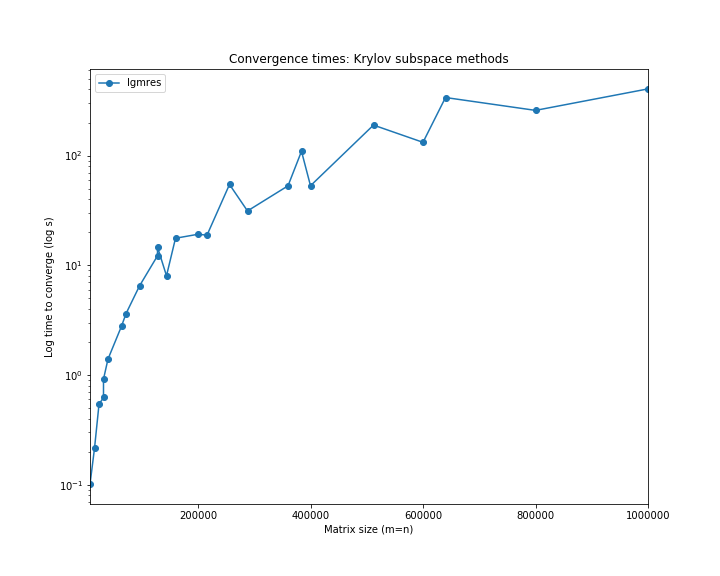 Convergence times: Krylov subspace methods
lgmres
Log time to converge (log s)
10²
10¹
10⁰
10⁻¹
200000 400000 600000 800000 1000000
Matrix size (m=n)